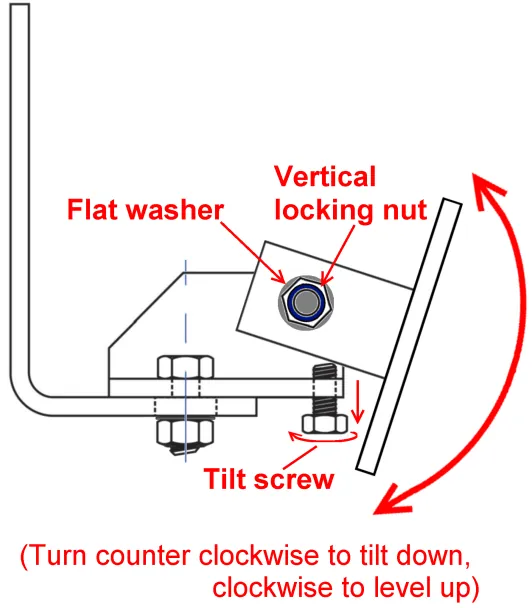 Vertical
locking nut
Flat washer
Tilt screw
(Turn counter clockwise to tilt down,
clockwise to level up)